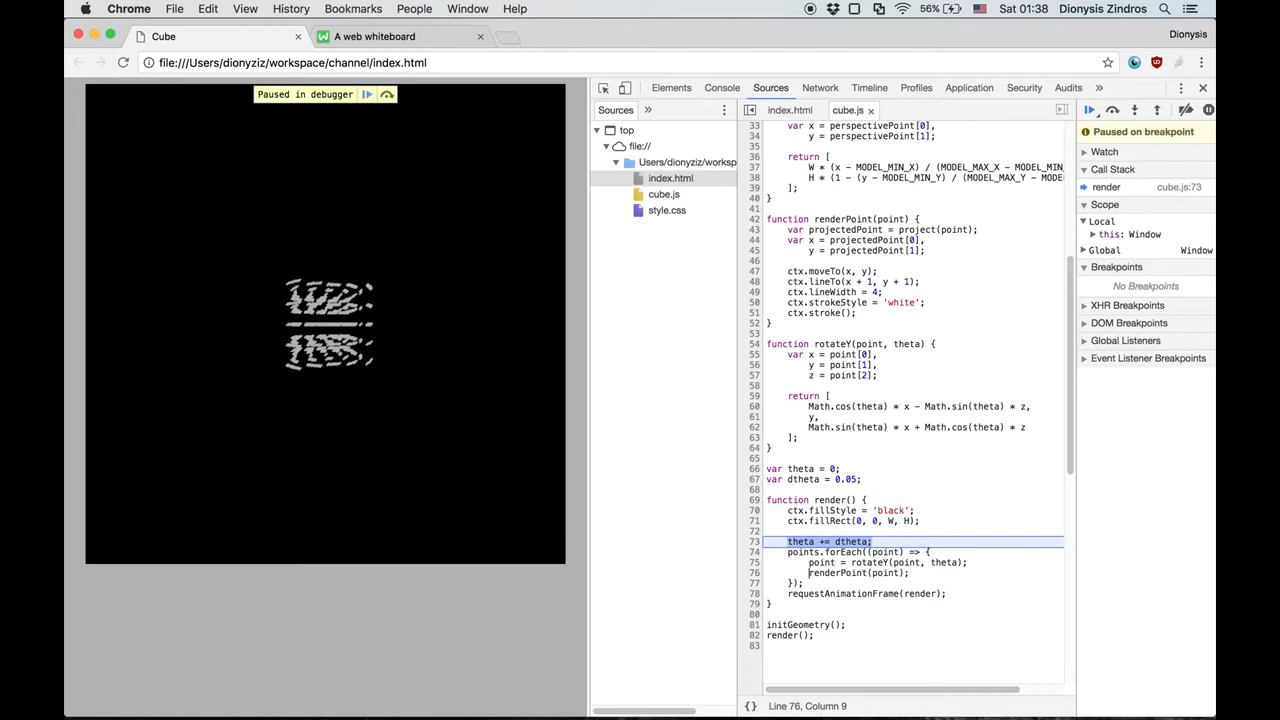 Chrome File Edit View History Bookmarks People Window Help 56% Sat 01:38 Dionysis Zindros
Cube A web whiteboard Dionysis
file:///Users/dionyziz/workspace/channel/index.html
Paused in debugger
Elements Console Sources Network Timeline Profiles Application Security Audits
Sources » index.html cube.js
top
file://
Users/dionyziz/worksp
index.html
cube.js
style.css
33 var x = perspectivePoint[0],
34 y = perspectivePoint[1];
35
36 return [
37 W * (x - MODEL_MIN_X) / (MODEL_MAX_X - MODEL_MIN_
38 H * (1 - (y - MODEL_MIN_Y) / (MODEL_MAX_Y - MODE
39 ];
40 }
41
42 function renderPoint(point) {
43 var projectedPoint = project(point);
44 var x = projectedPoint[0],
45 y = projectedPoint[1];
46
47 ctx.moveTo(x, y);
48 ctx.lineTo(x + 1, y + 1);
49 ctx.lineWidth = 4;
50 ctx.strokeStyle = 'white';
51 ctx.stroke();
52 }
53
54 function rotateY(point, theta) {
55 var x = point[0],
56 y = point[1],
57 z = point[2];
58
59 return [
60 Math.cos(theta) * x - Math.sin(theta) * z,
61 y,
62 Math.sin(theta) * x + Math.cos(theta) * z
63 ];
64 }
65
66 var theta = 0;
67 var dtheta = 0.05;
68
69 function render() {
70 ctx.fillStyle = 'black';
71 ctx.fillRect(0, 0, W, H);
72
73 theta += dtheta;
74 points.forEach((point) => {
75 point = rotateY(point, theta);
76 renderPoint(point);
77 });
78 requestAnimationFrame(render);
79 }
80
81 initGeometry();
82 render();
83
{} Line 76, Column 9
Paused on breakpoint
Watch
Call Stack
render cube.js:73
Scope
Local
this: Window
Global Window
Breakpoints
No Breakpoints
XHR Breakpoints
DOM Breakpoints
Global Listeners
Event Listener Breakpoints